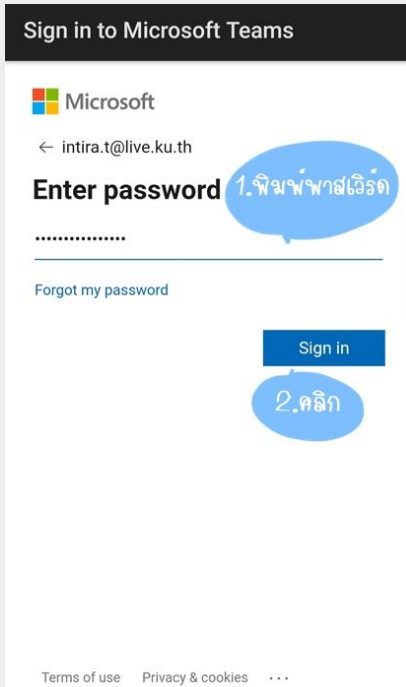 Sign in to Microsoft Teams
Microsoft
← intira.t@live.ku.th
Enter password
1.พิมพ์พาสเวิร์ด
................
Forgot my password
Sign in
2.คลิก
Terms of use Privacy & cookies ...